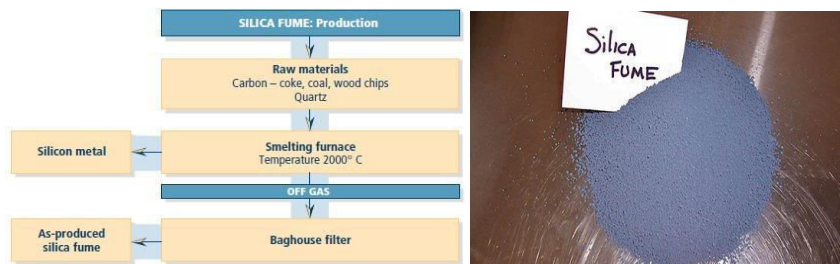 SILICA FUME: Production
Raw materials
Carbon – coke, coal, wood chips
Quartz
Silicon metal
Smelting furnace
Temperature 2000° C
OFF GAS
As-produced
silica fume
Baghouse filter
Silica
FUME